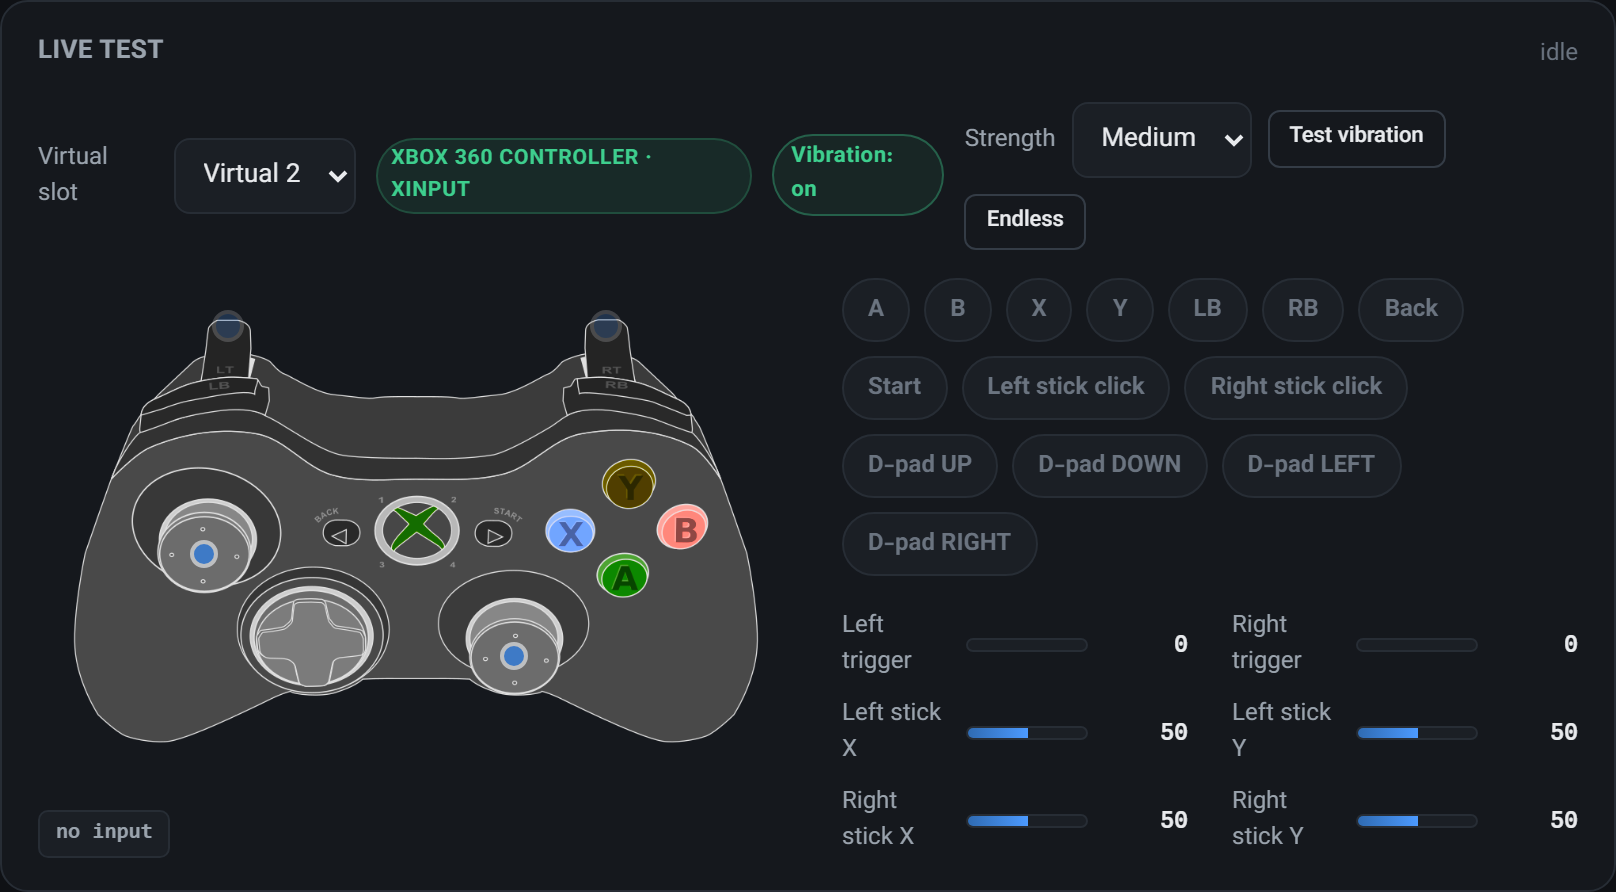 LIVE TEST
idle
Virtual
slot
Virtual 2
XBOX 360 CONTROLLER ·
XINPUT
Vibration:
on
Strength
Medium
Test vibration
Endless
LT
LB
RT
RB
BACK
1
2
3
4
START
Y
X
B
A
A
B
X
Y
LB
RB
Back
Start
Left stick click
Right stick click
D-pad UP
D-pad DOWN
D-pad LEFT
D-pad RIGHT
Left
trigger
0
Right
trigger
0
Left stick
X
50
Left stick
Y
50
Right
stick X
50
Right
stick Y
50
no input